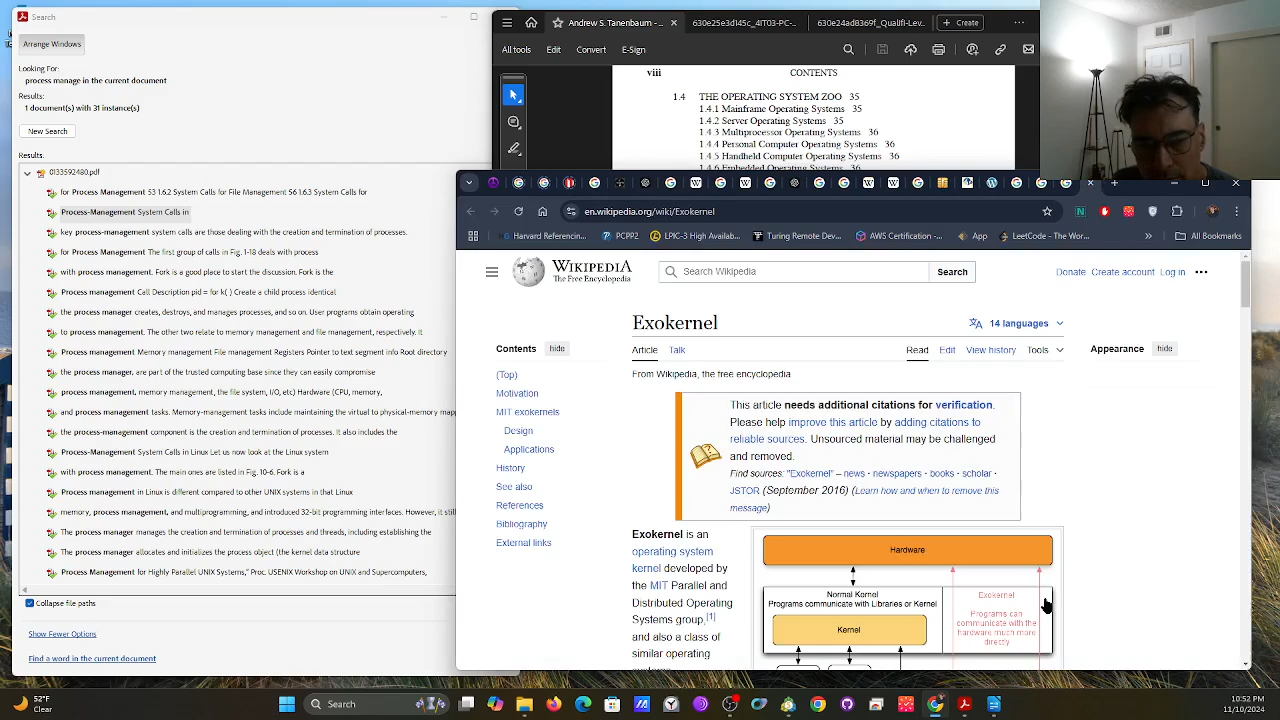 Search
Arrange Windows
Looking For:
process manage in the current document
Results:
1 document(s) with 31 instance(s)
New Search
Results:
0133592480.pdf
for Process Management 53 1.6.2 System Calls for File Management 56 1.6.3 System Calls for
Process-Management System Calls in
key process-management system calls are those dealing with the creation and termination of processes.
for Process Management The first group of calls in Fig. 1-18 deals with process
with process management. Fork is a good place to start the discussion. Fork is the
Process Management Call Description pid = for k( ) Create a child process identical
the process manager creates, destroys, and manages processes, and so on. User programs obtain operating
to process management. The other two relate to memory management and file management, respectively. It
Process Management Memory management File management Registers Pointer to text segment info Root directory
the process manager, are part of the trusted computing base since they can easily compromise
process management, memory management, the file system, I/O, etc) Hardware (CPU, memory,
and process management tasks. Memory-management tasks include maintaining the virtual to physical-memory mapp
the process-management component is the creation and termination of processes. It also includes the
Process-Management System Calls in Linux Let us now look at the Linux system
with process management. The main ones are listed in Fig. 10-6. Fork is a
Process management in Linux is different compared to other UNIX systems in that Linux
memory, process management, and multiprogramming, and introduced 32-bit programming interfaces. However, it still
The process manager manages the creation and termination of processes and threads, including establishing the
The process manager allocates and initializes the process object (the kernel data structure
Process Management for Highly Parallel UNIX Systems," Proc. USENIX Workshop on UNIX and Supercomputers,
Collapse file paths
Show Fewer Options
Find a word in the current document
Andrew S.Tanenbaum - ...
630e25e3d145c_4IT03-PC-...
630e24ad8369f_Qualifi-Lev...
Create
All tools Edit Convert E-Sign
viii CONTENTS
1.4 THE OPERATING SYSTEM ZOO 35
1.4.1 Mainframe Operating Systems 35
1.4.2 Server Operating Systems 35
1.4.3 Multiprocessor Operating Systems 36
1.4.4 Personal Computer Operating Systems 36
1.4.5 Handheld Computer Operating Systems 36
en.wikipedia.org/wiki/Exokernel
Harvard Referencin...
PCPP2
LPIC-3 High Availab...
Turing Remote Dev...
AWS Certification -...
App
LeetCode - The Wor...
All Bookmarks
WIKIPEDIA
The Free Encyclopedia
Search Wikipedia
Search
Donate Create account Log in
Exokernel
14 languages
Contents hide
Article Talk
Read Edit View history Tools
Appearance hide
From Wikipedia, the free encyclopedia
(Top)
Motivation
MIT exokernels
Design
Applications
History
See also
References
Bibliography
External links
This article needs additional citations for verification.
Please help improve this article by adding citations to
reliable sources. Unsourced material may be challenged
and removed.
Find sources: "Exokernel" – news · newspapers · books · scholar ·
JSTOR (September 2016) (Learn how and when to remove this
message)
Exokernel is an
operating system
kernel developed by
the MIT Parallel and
Distributed Operating
Systems group,[1]
and also a class of
similar operating
Hardware
Normal Kernel
Programs communicate with Libraries or Kernel
Kernel
Exokernel
Programs can
communicate with the
hardware much more
directly
52°F
Clear
Search
10:52 PM
11/10/2024